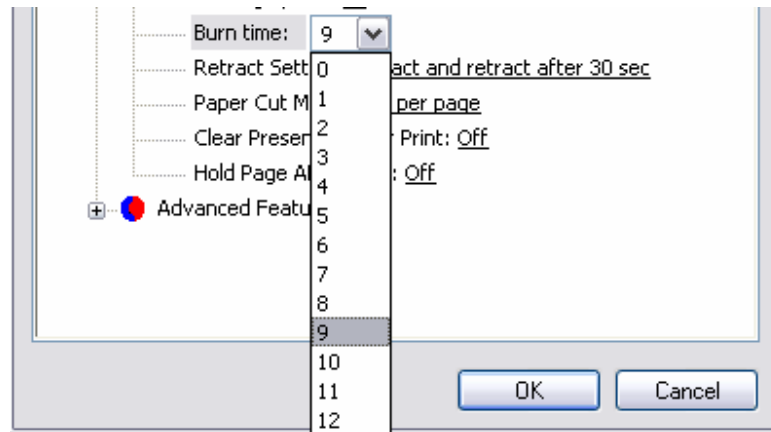 Burn time: 9
Retract Sett act and retract after 30 sec
Paper Cut M per page
Clear Presen r Print: Off
Hold Page A : Off
Advanced Featu
0
1
2
3
4
5
6
7
8
9
10
11
12
OK Cancel